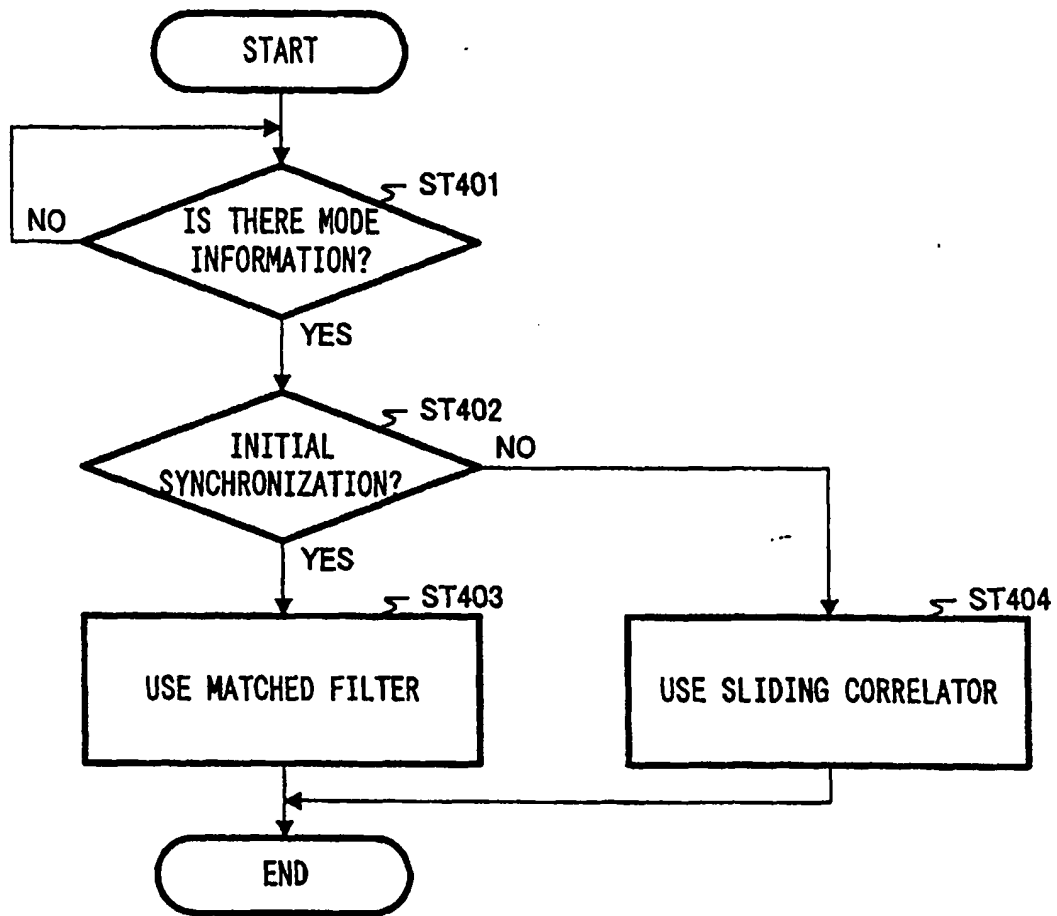 START
ST401
IS THERE MODE
INFORMATION?
NO
YES
ST402
INITIAL
SYNCHRONIZATION?
NO
YES
ST403
USE MATCHED FILTER
ST404
USE SLIDING CORRELATOR
END